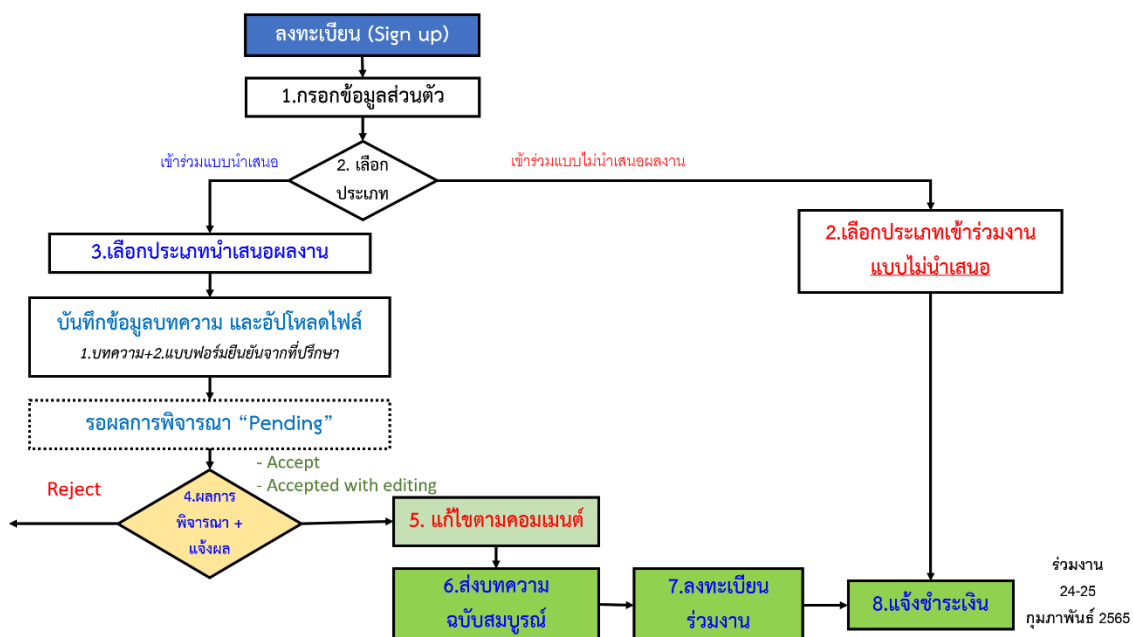 ลงทะเบียน (Sign up)
1.กรอกข้อมูลส่วนตัว
เข้าร่วมแบบนำเสนอ
2. เลือก
ประเภท
เข้าร่วมแบบไม่นำเสนอผลงาน
3.เลือกประเภทนำเสนอผลงาน
2.เลือกประเภทเข้าร่วมงาน
แบบไม่นำเสนอ
บันทึกข้อมูลบทความ และอัปโหลดไฟล์
1.บทความ+2.แบบฟอร์มยืนยันจากที่ปรึกษา
รอผลการพิจารณา “Pending”
- Accept
- Accepted with editing
Reject
4.ผลการ
พิจารณา +
แจ้งผล
5. แก้ไขตามคอมเมนต์
6.ส่งบทความ
ฉบับสมบูรณ์
7.ลงทะเบียน
ร่วมงาน
8.แจ้งชำระเงิน
ร่วมงาน
24-25
กุมภาพันธ์ 2565